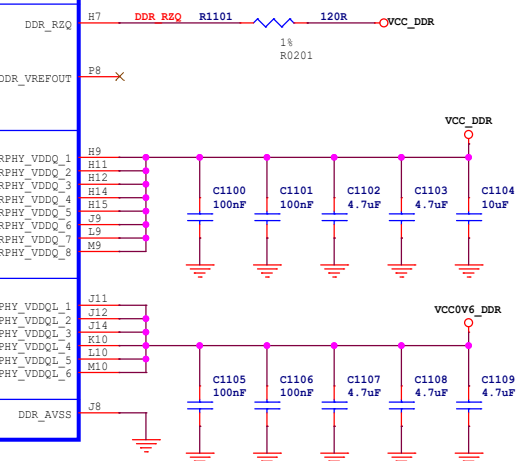 DDR_RZQ H7 DDR_RZQ R1101 120R VCC_DDR
1%
R0201
DDR_VREFOUT P8
VCC_DDR
RPHY_VDDQ_1 H9
RPHY_VDDQ_2 H11
RPHY_VDDQ_3 H12
RPHY_VDDQ_4 H14
RPHY_VDDQ_5 H15
RPHY_VDDQ_6 J9
RPHY_VDDQ_7 L9
RPHY_VDDQ_8 M9
C1100 C1101 C1102 C1103 C1104
100nF 100nF 4.7uF 4.7uF 10uF
VCC0V6_DDR
PHY_VDDQL_1 J11
PHY_VDDQL_2 J12
PHY_VDDQL_3 J14
PHY_VDDQL_4 K10
PHY_VDDQL_5 L10
PHY_VDDQL_6 M10
C1105 C1106 C1107 C1108 C1109
100nF 100nF 4.7uF 4.7uF 4.7uF
DDR_AVSS J8